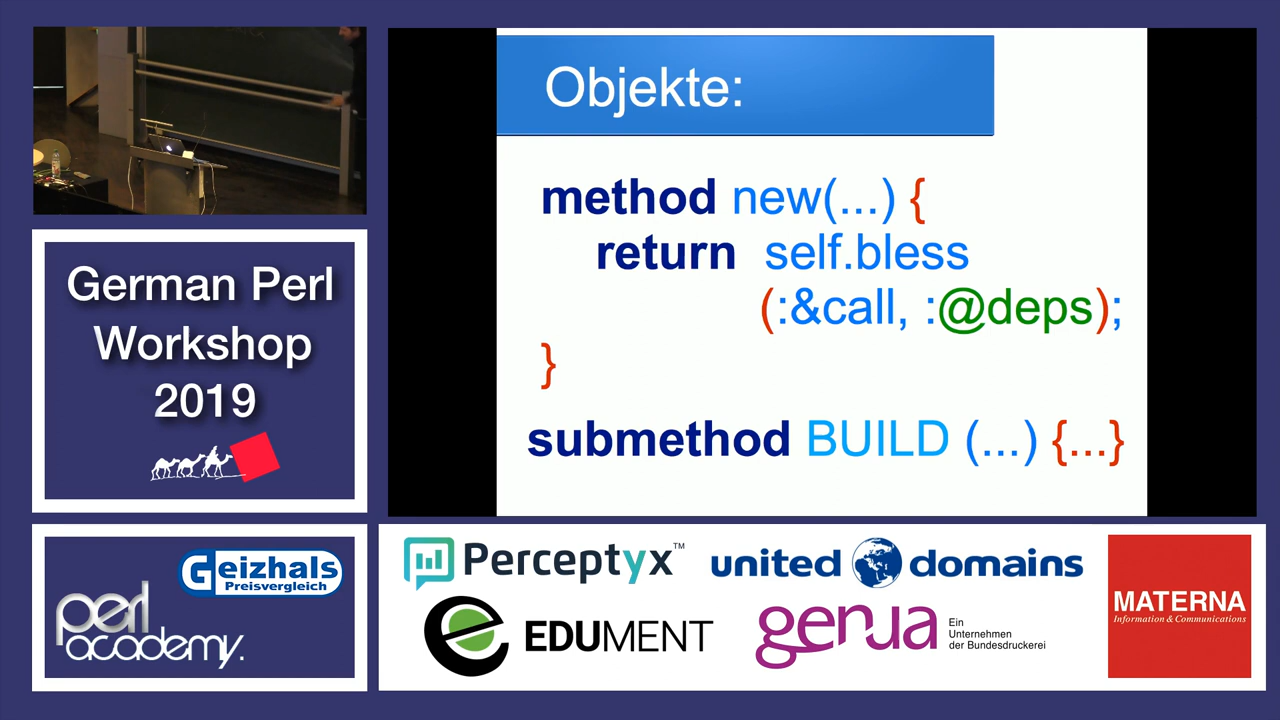 Objekte:
method new(...) {
return self.bless
(:&call, :@deps);
}
submethod BUILD (...) {...}
German Perl
Workshop
2019
Geizhals
Preisvergleich
perl
academy.
Perceptyx™
united domains
MATERNA
Information & Communications
EDUMENT
genua
Ein
Unternehmen
der Bundesdruckerei